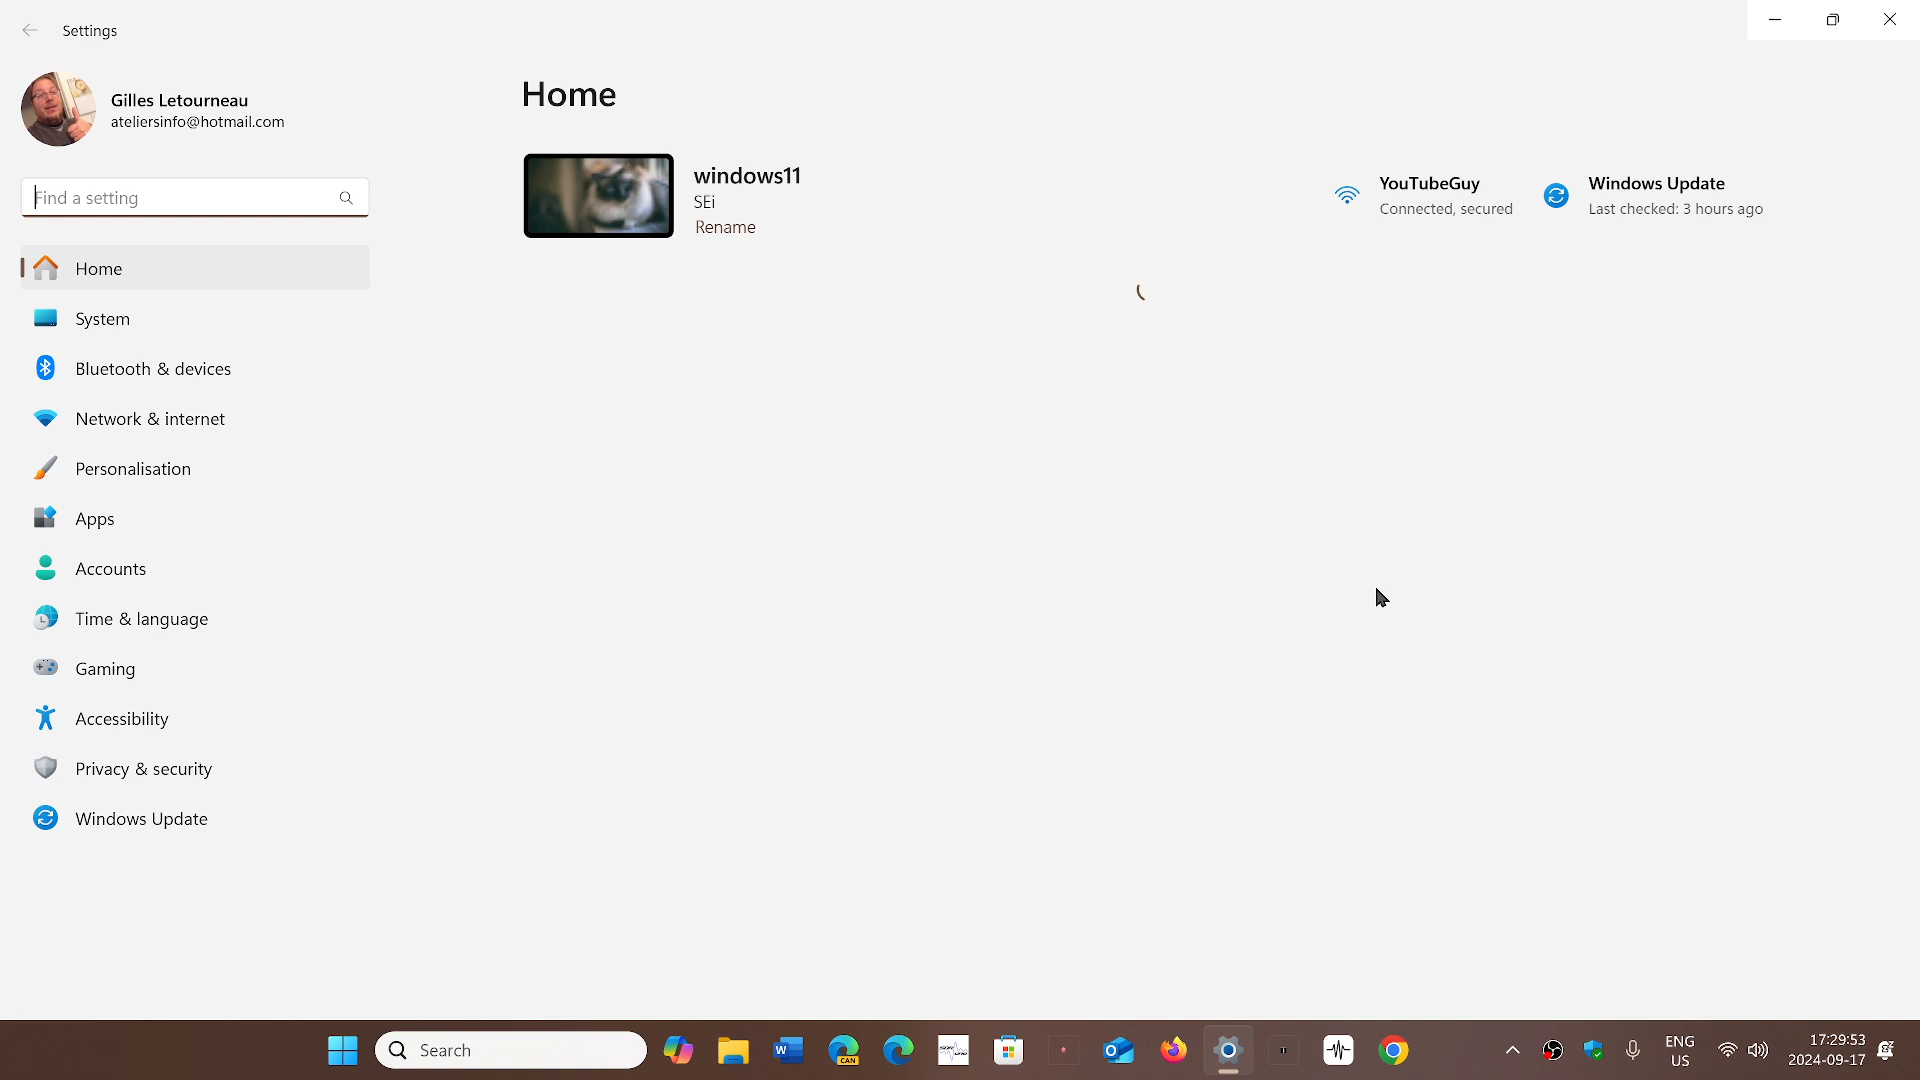 Settings
Gilles Letourneau
ateliersinfo@hotmail.com
Find a setting
Home
System
Bluetooth & devices
Network & internet
Personalisation
Apps
Accounts
Time & language
Gaming
Accessibility
Privacy & security
Windows Update
Home
windows11
SEi
Rename
YouTubeGuy
Connected, secured
Windows Update
Last checked: 3 hours ago
Search
W
CAN
ENG
US
17:29:53
2024-09-17